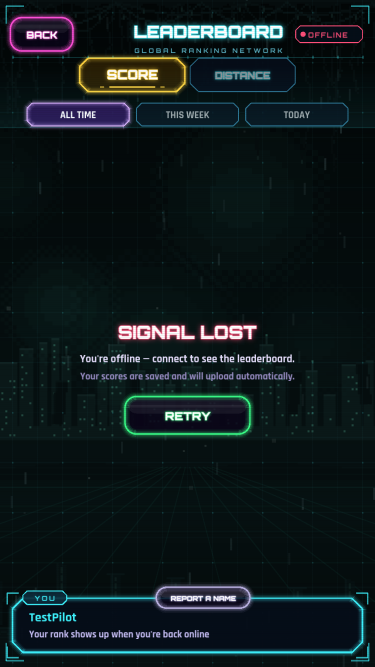 BACK
LEADERBOARD
GLOBAL RANKING NETWORK
OFFLINE
SCORE
DISTANCE
ALL TIME
THIS WEEK
TODAY
SIGNAL LOST
You're offline — connect to see the leaderboard.
Your scores are saved and will upload automatically.
RETRY
YOU
REPORT A NAME
TestPilot
Your rank shows up when you're back online